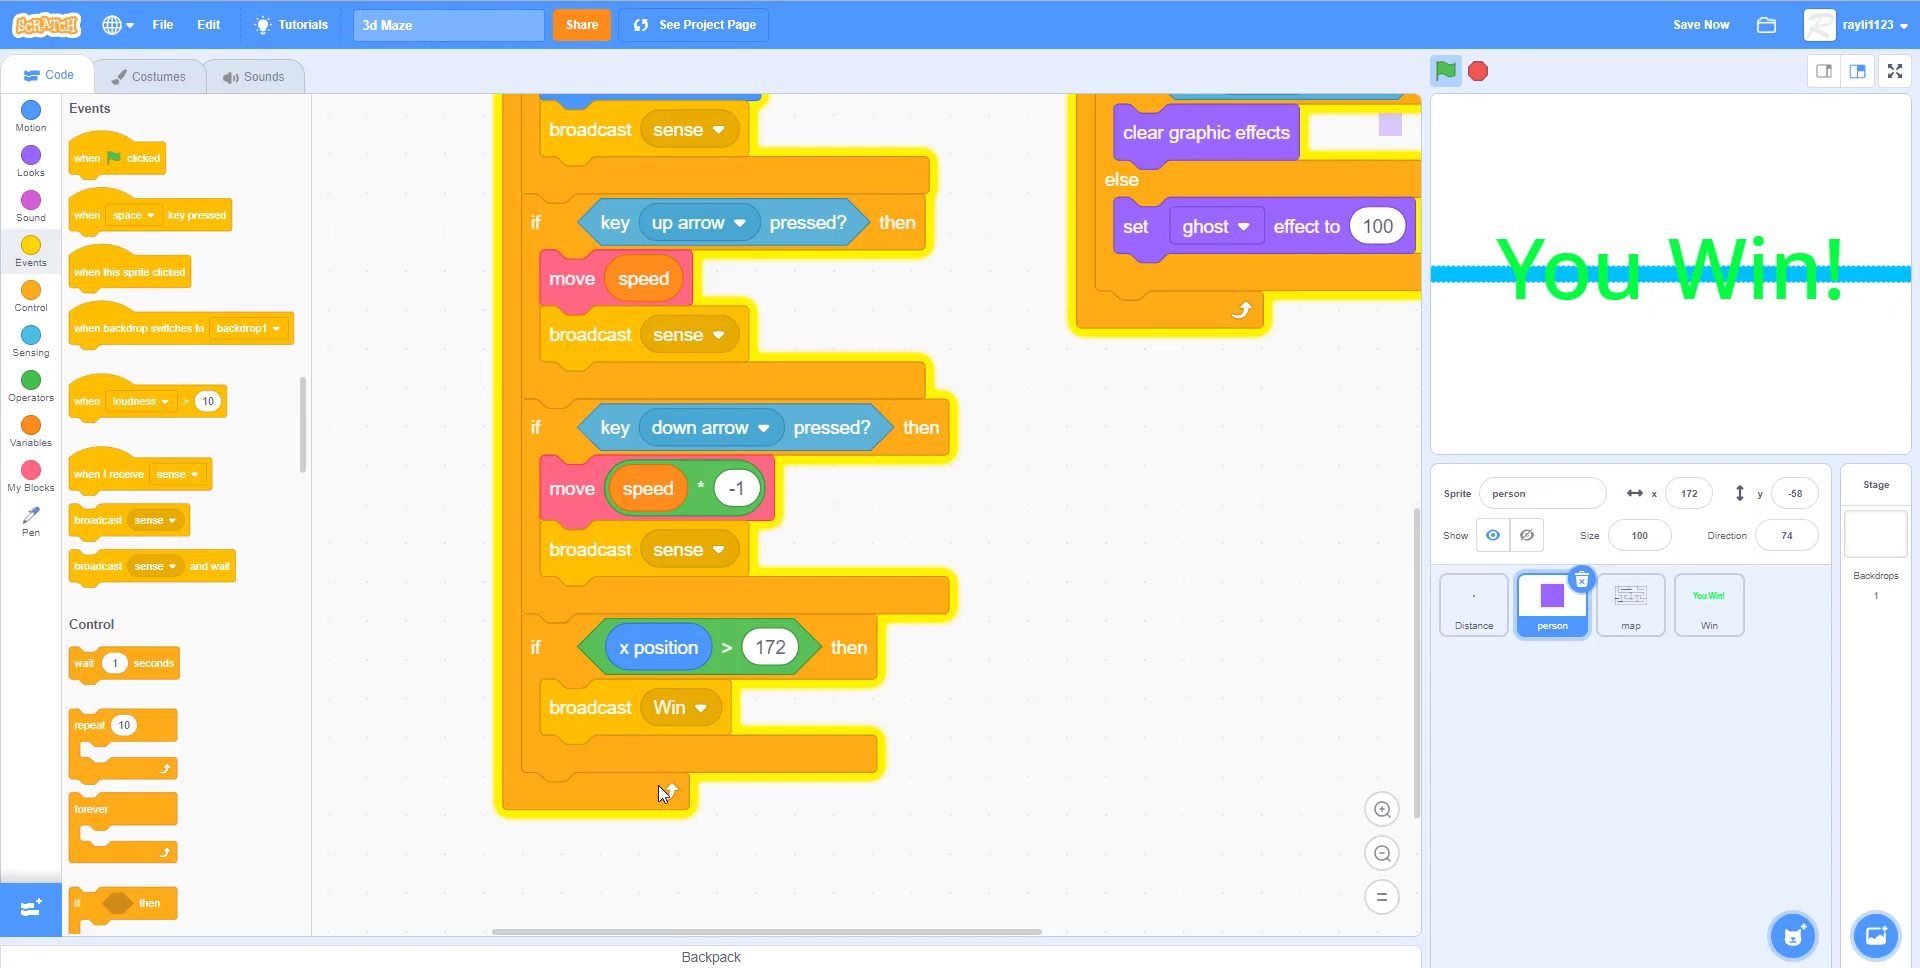 SCRATCH
File
Edit
Tutorials
3d Maze
Share
See Project Page
Save Now
rayli1123
Code
Costumes
Sounds
Motion
Looks
Sound
Events
Control
Sensing
Operators
Variables
My Blocks
Pen
Events
when clicked
when space key pressed
when this sprite clicked
when backdrop switches to backdrop1
when loudness > 10
when I receive sense
broadcast sense
broadcast sense and wait
Control
wait 1 seconds
repeat 10
forever
if then
broadcast sense
if key up arrow pressed? then
move speed
broadcast sense
if key down arrow pressed? then
move speed * -1
broadcast sense
if x position > 172 then
broadcast Win
clear graphic effects
else
set ghost effect to 100
You Win!
Sprite person x 172 y -58
Show Size 100 Direction 74
Distance
person
map
You Win!
Win
Stage
Backdrops
1
Backpack